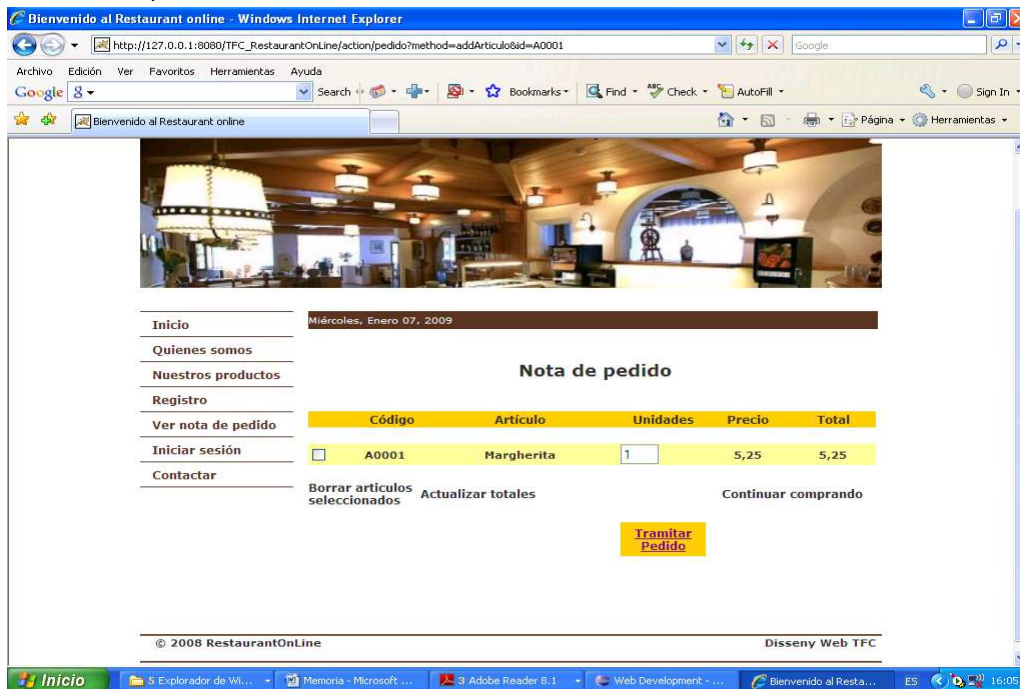 Bienvenido al Restaurant online - Windows Internet Explorer
http://127.0.0.1:8080/TFC_RestaurantOnLine/action/pedido?method=addArticulo&id=A0001
Google
Archivo Edición Ver Favoritos Herramientas Ayuda
Google Search Bookmarks Find Check AutoFill Sign In
Bienvenido al Restaurant online Página Herramientas
Miércoles, Enero 07, 2009
Inicio
Quienes somos
Nuestros productos
Registro
Ver nota de pedido
Iniciar sesión
Contactar
Nota de pedido
Código Artículo Unidades Precio Total
A0001 Margherita 1 5,25 5,25
Borrar articulos
seleccionados
Actualizar totales
Continuar comprando
Tramitar
Pedido
© 2008 RestaurantOnLine Disseny Web TFC
Inicio 5 Explorador de Wi... Memoria - Microsoft ... 3 Adobe Reader 8.1 Web Development - ... Bienvenido al Resta... ES 16:05